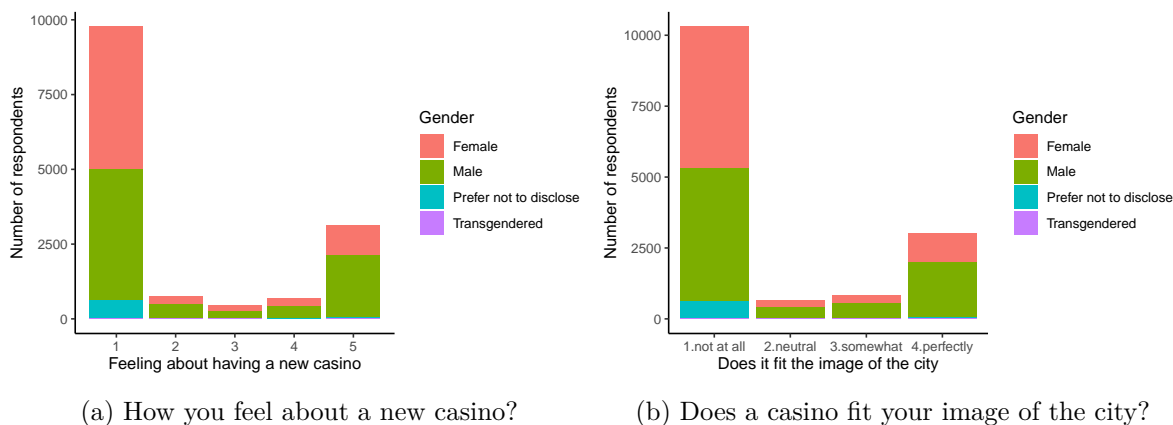 10000
7500
5000
2500
0
Number of respondents
1 2 3 4 5
Feeling about having a new casino
Gender
Female
Male
Prefer not to disclose
Transgendered
(a) How you feel about a new casino?
10000
7500
5000
2500
0
Number of respondents
1.not at all 2.neutral 3.somewhat 4.perfectly
Does it fit the image of the city
Gender
Female
Male
Prefer not to disclose
Transgendered
(b) Does a casino fit your image of the city?